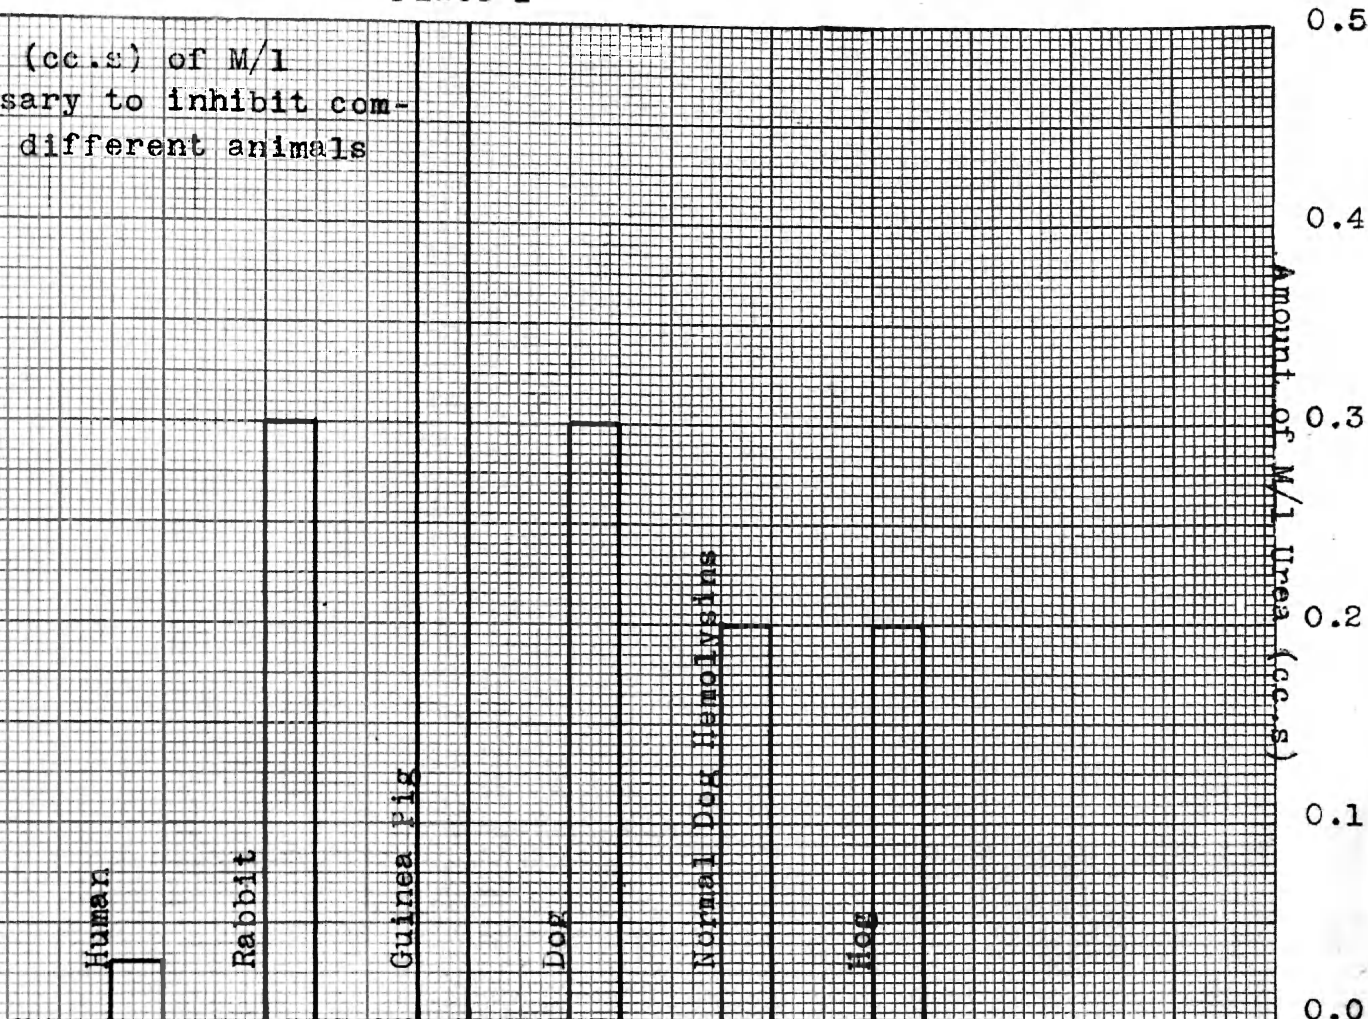 (cc.s) of M/1
sary to inhibit com-
different animals
0.5
0.4
0.3
0.2
0.1
0.0
Amount of M/1 Urea (cc.s)
Human
Rabbit
Guinea Pig
Dog
Normal Dog Hemolysins
Hog